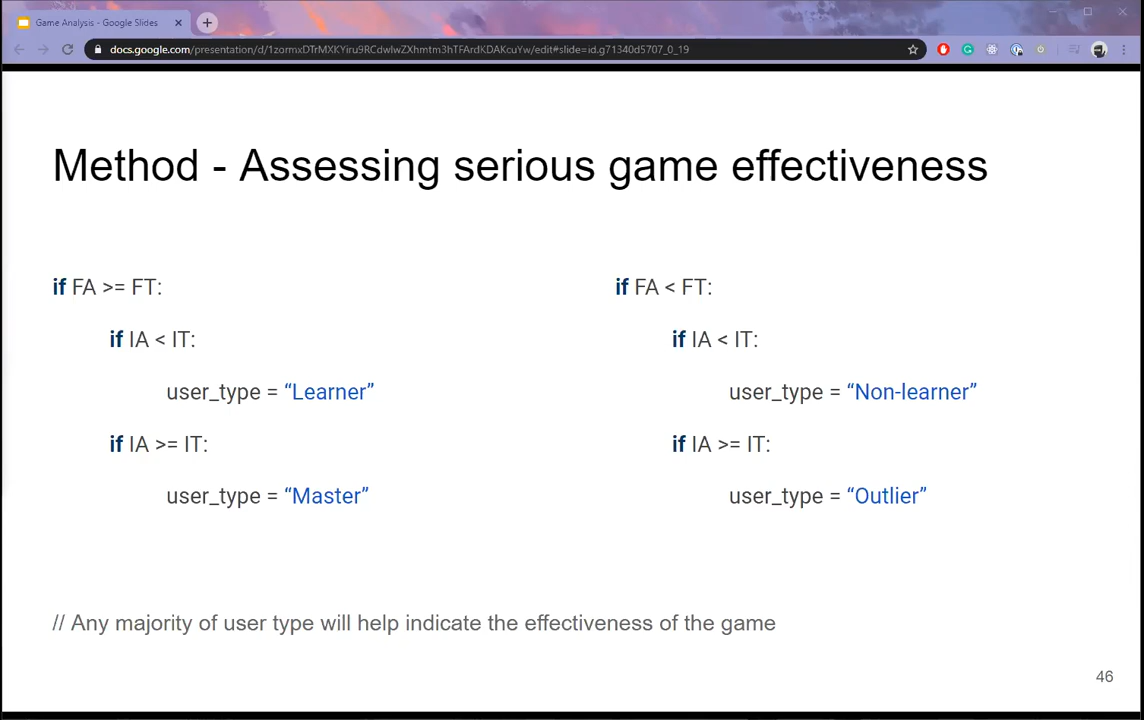 Game Analysis - Google Slides
docs.google.com/presentation/d/1zormxDTrMXKYiru9RCdwlwZXhmtm3hTFArdKDAKcuYw/edit#slide=id.g71340d5707_0_19
Method - Assessing serious game effectiveness
if FA >= FT:
if IA < IT:
user_type = “Learner”
if IA >= IT:
user_type = “Master”
if FA < FT:
if IA < IT:
user_type = “Non-learner”
if IA >= IT:
user_type = “Outlier”
// Any majority of user type will help indicate the effectiveness of the game
46